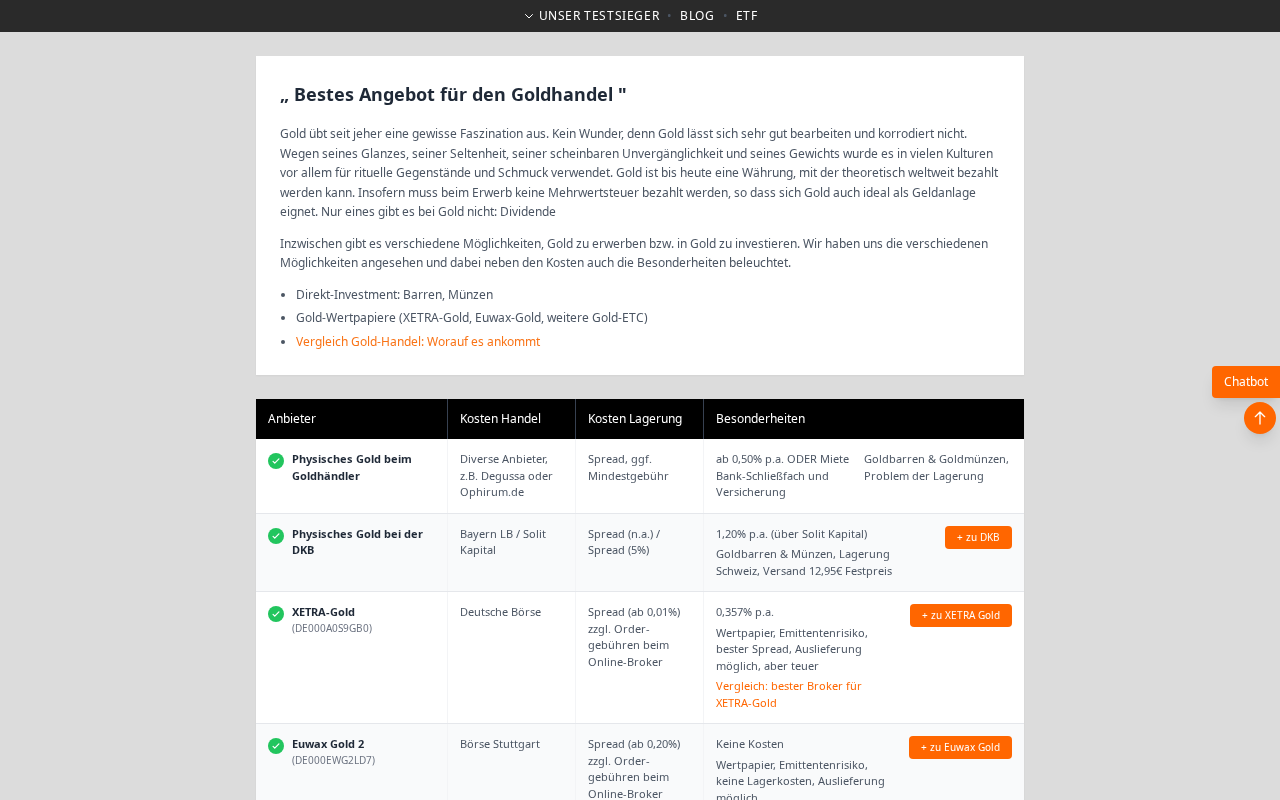 UNSER TESTSIEGER • BLOG • ETF
„ Bestes Angebot für den Goldhandel "
Gold übt seit jeher eine gewisse Faszination aus. Kein Wunder, denn Gold lässt sich sehr gut bearbeiten und korrodiert nicht.
Wegen seines Glanzes, seiner Seltenheit, seiner scheinbaren Unvergänglichkeit und seines Gewichts wurde es in vielen Kulturen
vor allem für rituelle Gegenstände und Schmuck verwendet. Gold ist bis heute eine Währung, mit der theoretisch weltweit bezahlt
werden kann. Insofern muss beim Erwerb keine Mehrwertsteuer bezahlt werden, so dass sich Gold auch ideal als Geldanlage
eignet. Nur eines gibt es bei Gold nicht: Dividende
Inzwischen gibt es verschiedene Möglichkeiten, Gold zu erwerben bzw. in Gold zu investieren. Wir haben uns die verschiedenen
Möglichkeiten angesehen und dabei neben den Kosten auch die Besonderheiten beleuchtet.
• Direkt-Investment: Barren, Münzen
• Gold-Wertpapiere (XETRA-Gold, Euwax-Gold, weitere Gold-ETC)
• Vergleich Gold-Handel: Worauf es ankommt
Chatbot
Anbieter Kosten Handel Kosten Lagerung Besonderheiten
Physisches Gold beim
Goldhändler
Diverse Anbieter,
z.B. Degussa oder
Ophirum.de
Spread, ggf.
Mindestgebühr
ab 0,50% p.a. ODER Miete
Bank-Schließfach und
Versicherung
Goldbarren & Goldmünzen,
Problem der Lagerung
Physisches Gold bei der
DKB
Bayern LB / Solit
Kapital
Spread (n.a.) /
Spread (5%)
1,20% p.a. (über Solit Kapital)
Goldbarren & Münzen, Lagerung
Schweiz, Versand 12,95€ Festpreis
+ zu DKB
XETRA-Gold
(DE000A0S9GB0)
Deutsche Börse
Spread (ab 0,01%)
zzgl. Order-
gebühren beim
Online-Broker
0,357% p.a.
Wertpapier, Emittentenrisiko,
bester Spread, Auslieferung
möglich, aber teuer
Vergleich: bester Broker für
XETRA-Gold
+ zu XETRA Gold
Euwax Gold 2
(DE000EWG2LD7)
Börse Stuttgart
Spread (ab 0,20%)
zzgl. Order-
gebühren beim
Online-Broker
Keine Kosten
Wertpapier, Emittentenrisiko,
keine Lagerkosten, Auslieferung
möglich
+ zu Euwax Gold